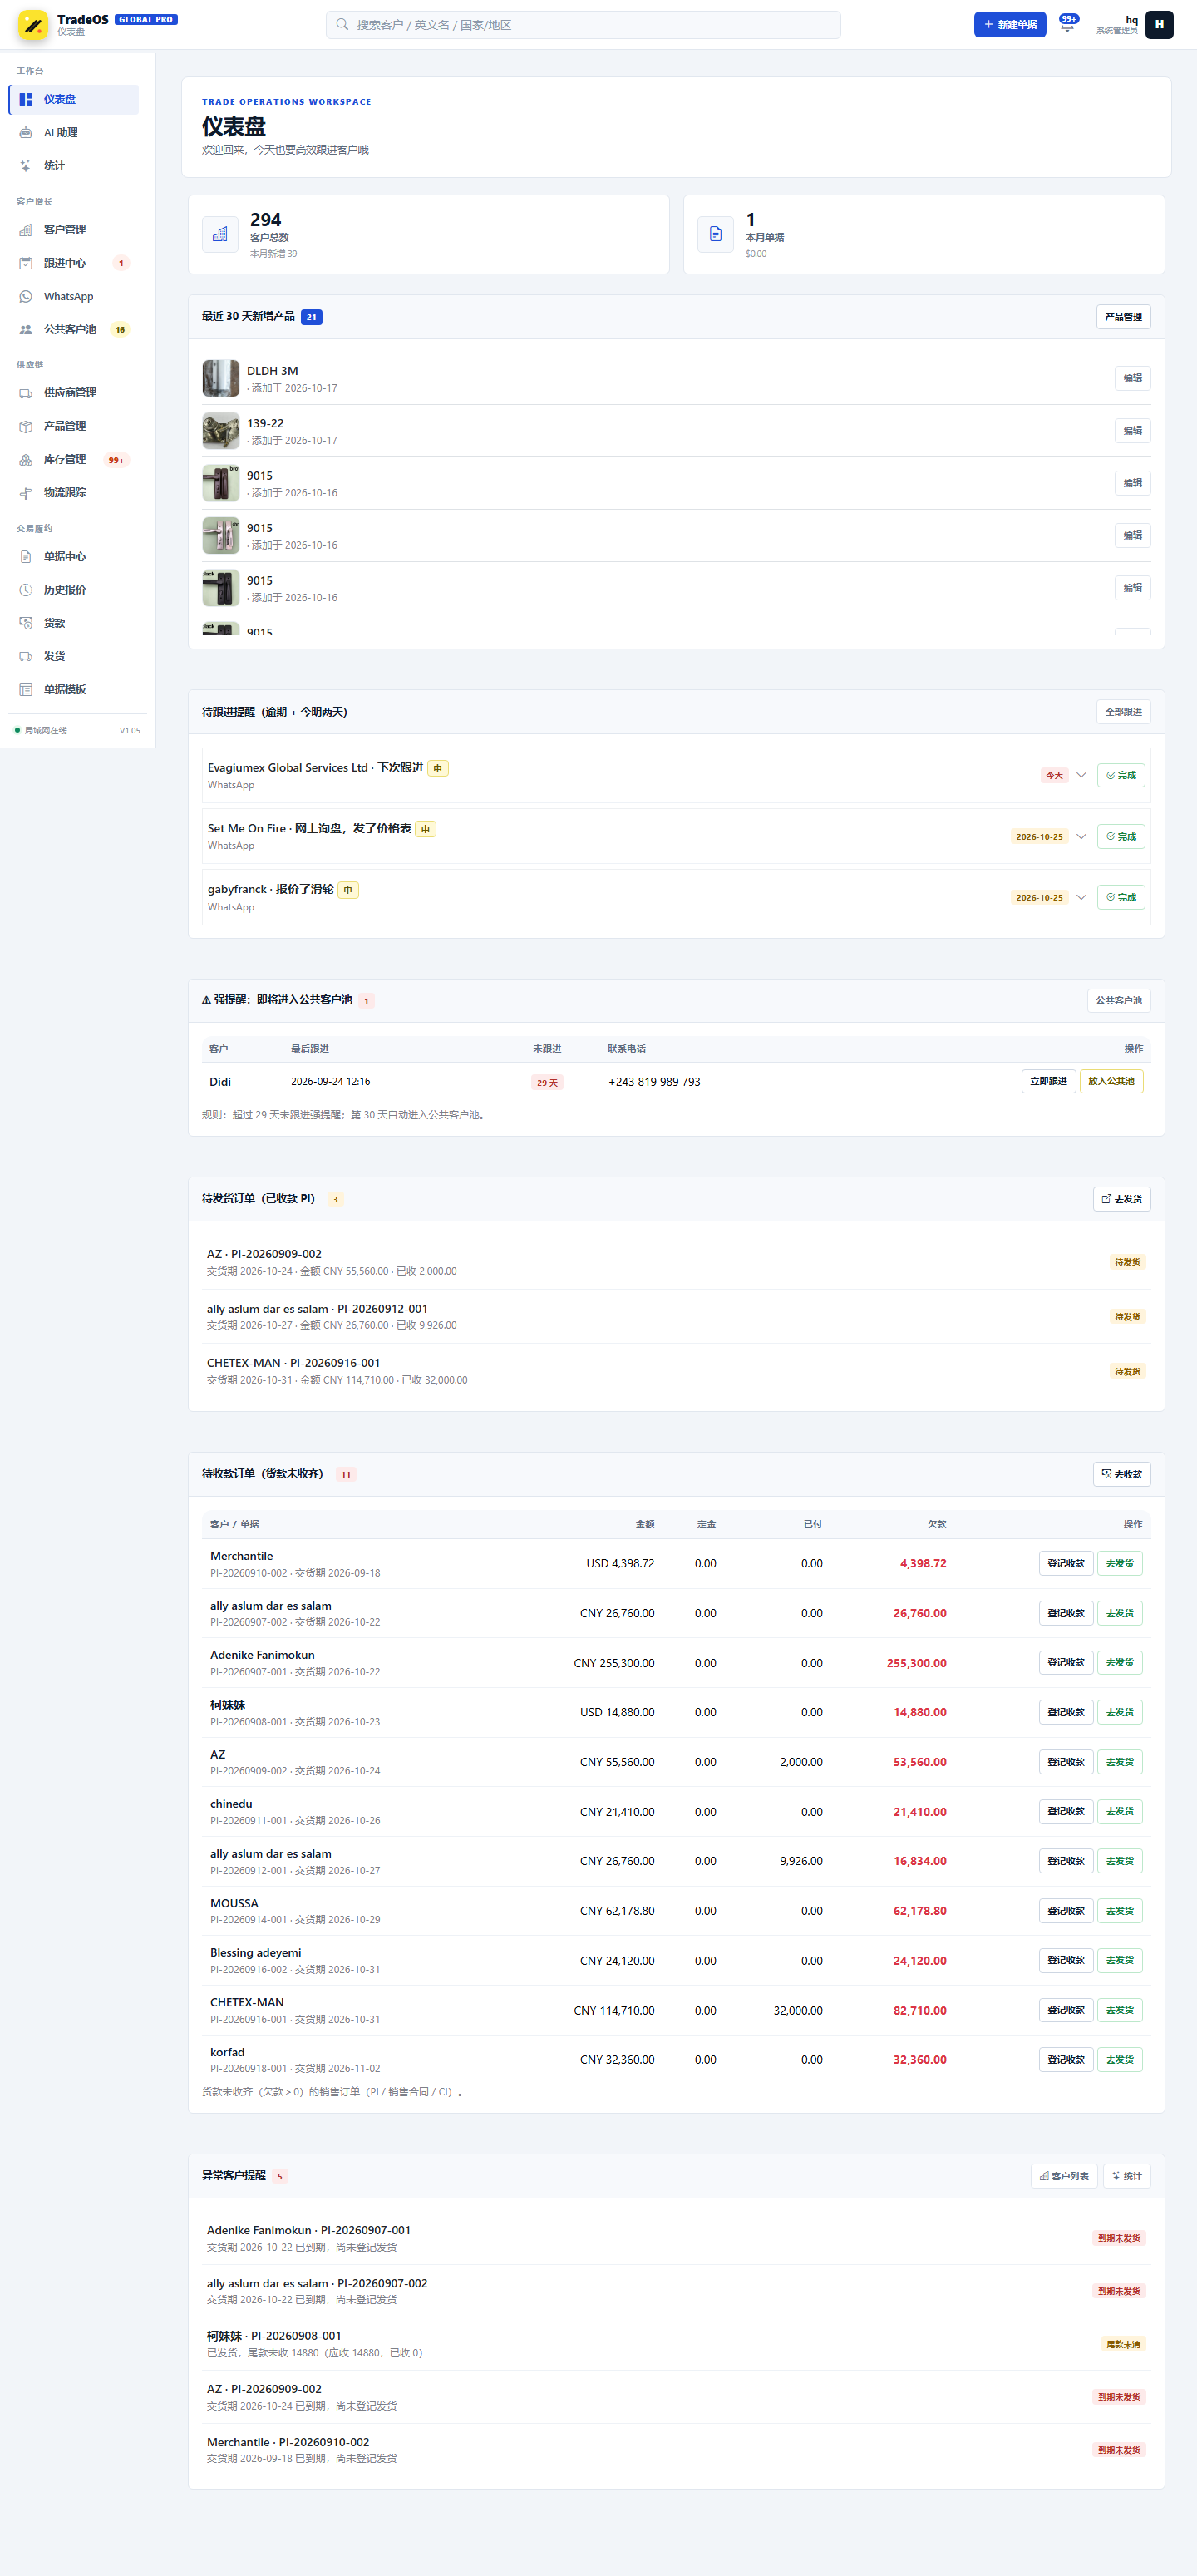 TradeOS GLOBAL PRO
仪表盘
搜索客户 / 英文名 / 国家/地区
新建单据
99+
hq
系统管理员
H
工作台
仪表盘
AI 助理
统计
客户增长
客户管理
跟进中心 1
WhatsApp
公共客户池 16
供应链
供应商管理
产品管理
库存管理 99+
物流跟踪
交易履约
单据中心
历史报价
货款
发货
单据模板
局域网在线 V1.05
TRADE OPERATIONS WORKSPACE
仪表盘
欢迎回来，今天也要高效跟进客户哦
294
客户总数
本月新增 39
1
本月单据
$0.00
最近 30 天新增产品 21 产品管理
DLDH 3M
· 添加于 2026-10-17 编辑
139-22
· 添加于 2026-10-17 编辑
9015
· 添加于 2026-10-16 编辑
9015
· 添加于 2026-10-16 编辑
9015
· 添加于 2026-10-16 编辑
9015
待跟进提醒（逾期 + 今明两天） 全部跟进
Evagiumex Global Services Ltd · 下次跟进 中
WhatsApp
今天 完成
Set Me On Fire · 网上询盘，发了价格表 中
WhatsApp
2026-10-25 完成
gabyfranck · 报价了滑轮 中
WhatsApp
2026-10-25 完成
强提醒：即将进入公共客户池 1 公共客户池
客户 最后跟进 未跟进 联系电话 操作
Didi 2026-09-24 12:16 29 天 +243 819 989 793 立即跟进 放入公共池
规则：超过 29 天未跟进强提醒；第 30 天自动进入公共客户池。
待发货订单（已收款 PI） 3 去发货
AZ · PI-20260909-002
交货期 2026-10-24 · 金额 CNY 55,560.00 · 已收 2,000.00
待发货
ally aslum dar es salam · PI-20260912-001
交货期 2026-10-27 · 金额 CNY 26,760.00 · 已收 9,926.00
待发货
CHETEX-MAN · PI-20260916-001
交货期 2026-10-31 · 金额 CNY 114,710.00 · 已收 32,000.00
待发货
待收款订单（货款未收齐） 11 去收款
客户 / 单据 金额 定金 已付 欠款 操作
Merchantile
PI-20260910-002 · 交货期 2026-09-18
USD 4,398.72 0.00 0.00 4,398.72 登记收款 去发货
ally aslum dar es salam
PI-20260907-002 · 交货期 2026-10-22
CNY 26,760.00 0.00 0.00 26,760.00 登记收款 去发货
Adenike Fanimokun
PI-20260907-001 · 交货期 2026-10-22
CNY 255,300.00 0.00 0.00 255,300.00 登记收款 去发货
柯妹妹
PI-20260908-001 · 交货期 2026-10-23
USD 14,880.00 0.00 0.00 14,880.00 登记收款 去发货
AZ
PI-20260909-002 · 交货期 2026-10-24
CNY 55,560.00 0.00 2,000.00 53,560.00 登记收款 去发货
chinedu
PI-20260911-001 · 交货期 2026-10-26
CNY 21,410.00 0.00 0.00 21,410.00 登记收款 去发货
ally aslum dar es salam
PI-20260912-001 · 交货期 2026-10-27
CNY 26,760.00 0.00 9,926.00 16,834.00 登记收款 去发货
MOUSSA
PI-20260914-001 · 交货期 2026-10-29
CNY 62,178.80 0.00 0.00 62,178.80 登记收款 去发货
Blessing adeyemi
PI-20260916-002 · 交货期 2026-10-31
CNY 24,120.00 0.00 0.00 24,120.00 登记收款 去发货
CHETEX-MAN
PI-20260916-001 · 交货期 2026-10-31
CNY 114,710.00 0.00 32,000.00 82,710.00 登记收款 去发货
korfad
PI-20260918-001 · 交货期 2026-11-02
CNY 32,360.00 0.00 0.00 32,360.00 登记收款 去发货
货款未收齐（欠款 > 0）的销售订单（PI / 销售合同 / CI）。
异常客户提醒 5 客户列表 统计
Adenike Fanimokun · PI-20260907-001
交货期 2026-10-22 已到期，尚未登记发货
到期未发货
ally aslum dar es salam · PI-20260907-002
交货期 2026-10-22 已到期，尚未登记发货
到期未发货
柯妹妹 · PI-20260908-001
已发货，尾款未收 14880（应收 14880，已收 0）
尾款未清
AZ · PI-20260909-002
交货期 2026-10-24 已到期，尚未登记发货
到期未发货
Merchantile · PI-20260910-002
交货期 2026-09-18 已到期，尚未登记发货
到期未发货